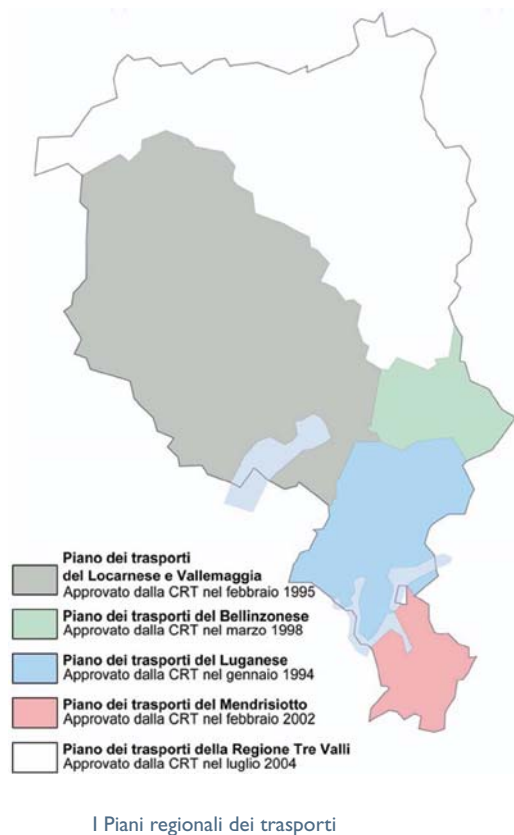 Piano dei trasporti
del Locarnese e Vallemaggia
Approvato dalla CRT nel febbraio 1995
Piano dei trasporti del Bellinzonese
Approvato dalla CRT nel marzo 1998
Piano dei trasporti del Luganese
Approvato dalla CRT nel gennaio 1994
Piano dei trasporti del Mendrisiotto
Approvato dalla CRT nel febbraio 2002
Piano dei trasporti della Regione Tre Valli
Approvato dalla CRT nel luglio 2004
I Piani regionali dei trasporti